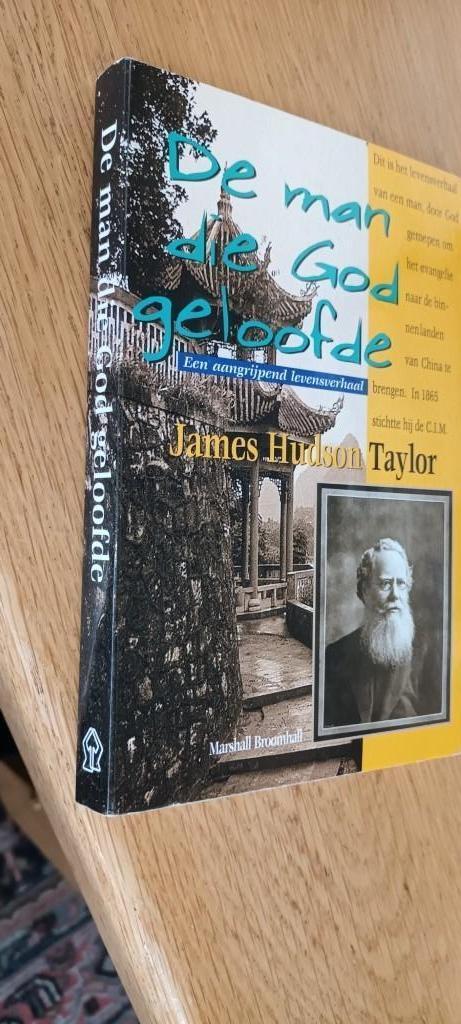 De man die God geloofde
De man
die God
geloofde
Een aangrijpend levensverhaal
James Hudson Taylor
Dit is het levensverhaal
van een man, door God
geroepen om
het evangelie
naar de bin-
nenlanden
van China te
brengen. In 1865
stichtte hij de C.I.M.
Marshall Broomhall